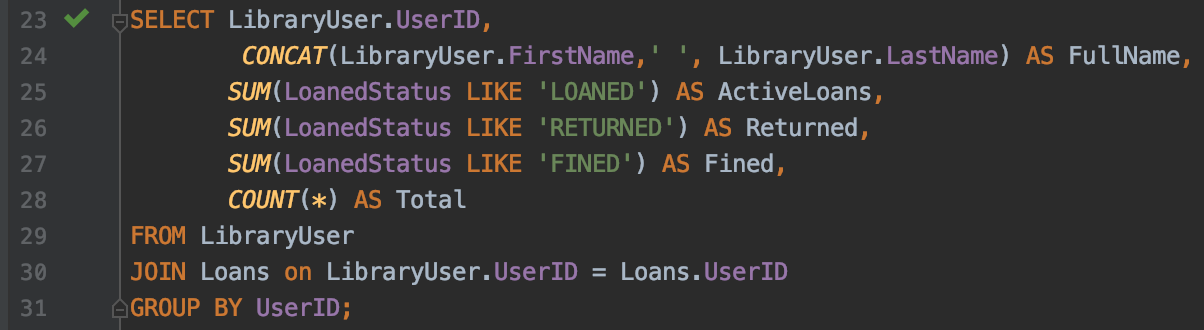 23 SELECT LibraryUser.UserID,
24 CONCAT(LibraryUser.FirstName,' ', LibraryUser.LastName) AS FullName,
25 SUM(LoanedStatus LIKE 'LOANED') AS ActiveLoans,
26 SUM(LoanedStatus LIKE 'RETURNED') AS Returned,
27 SUM(LoanedStatus LIKE 'FINED') AS Fined,
28 COUNT(*) AS Total
29 FROM LibraryUser
30 JOIN Loans on LibraryUser.UserID = Loans.UserID
31 GROUP BY UserID;